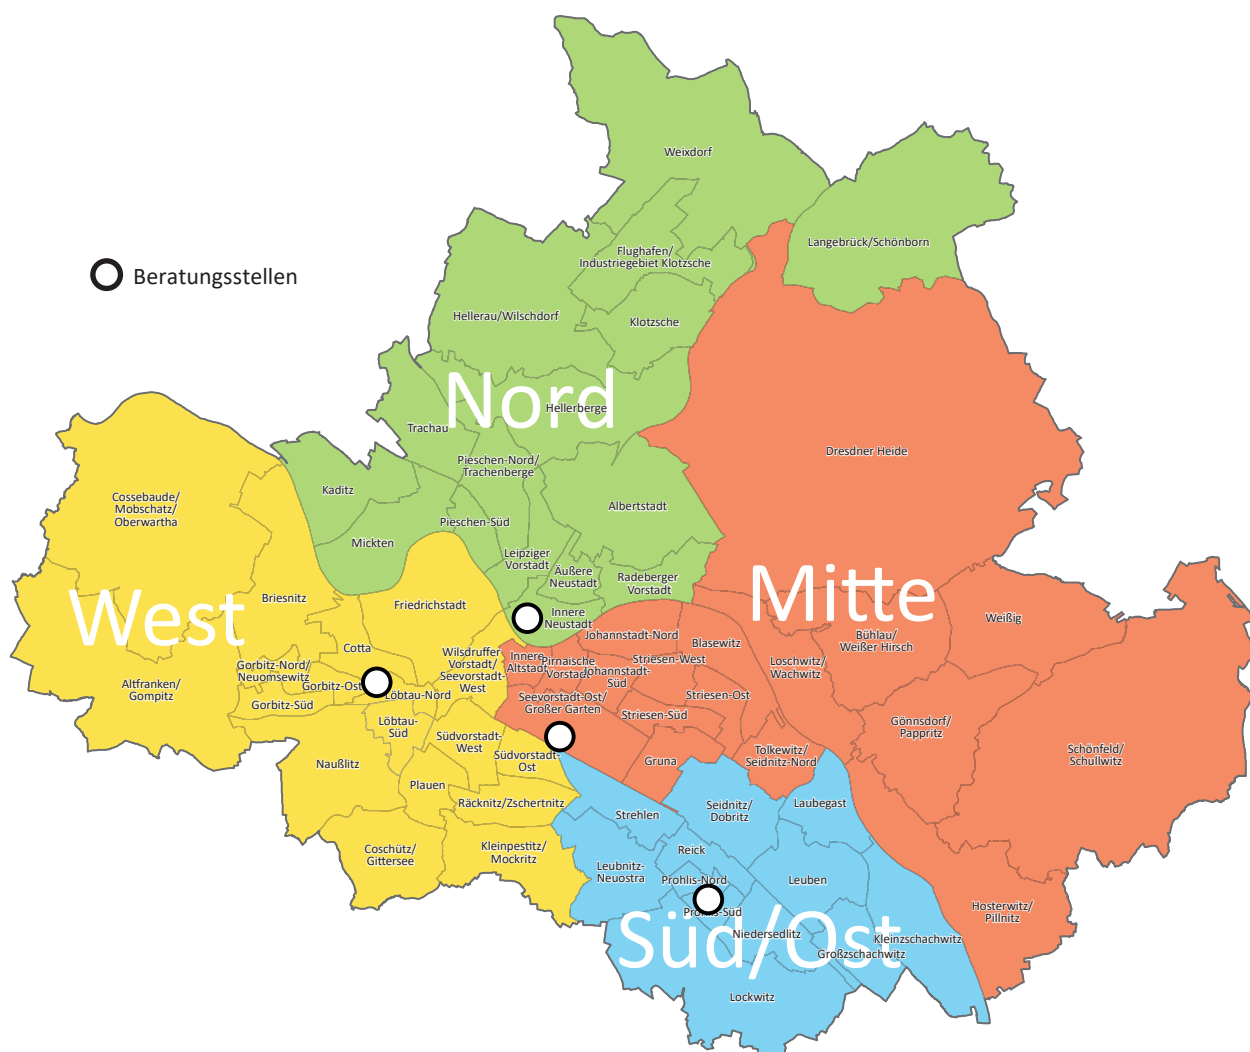 Weixdorf
Langebrück/Schönborn
Flughafen/
Industriegebiet Klotzsche
Beratungsstellen
Hellerau/Wilschdorf
Klotzsche
Nord
Hellerberge
Trachau
Dresdner Heide
Pieschen-Nord/
Trachenberge
Kaditz
Cossebaude/
Mobschatz/
Oberwartha
Albertstadt
Pieschen-Süd
Mickten
Leipziger
Vorstadt
Äußere
Neustadt
Radeberger
Vorstadt
Mitte
West
Briesnitz
Friedrichstadt
Innere
Neustadt
Weißig
Johannstadt-Nord
Blasewitz
Bühlau/
Weißer Hirsch
Cotta
Wilsdruffer
Vorstadt/
Seevorstadt-
West
Innere
Altstadt
Pirnaische
Vorstadt
Johannstadt-
Süd
Striesen-West
Loschwitz/
Wachwitz
Gorbitz-Nord/
Neuomsewitz
Gorbitz-Ost
Altfranken/
Gompitz
Löbtau-Nord
Striesen-Ost
Gorbitz-Süd
Seevorstadt-Ost/
Großer Garten
Striesen-Süd
Löbtau-
Süd
Gönnsdorf/
Pappritz
Südvorstadt-
West
Schönfeld/
Schullwitz
Südvorstadt-
Ost
Gruna
Tolkewitz/
Seidnitz-Nord
Naußlitz
Plauen
Räcknitz/Zschertnitz
Strehlen
Seidnitz/
Dobritz
Laubegast
Coschütz/
Gittersee
Kleinpestitz/
Mockritz
Reick
Leubnitz-
Neuostra
Prohlis-Nord
Leuben
Prohlis-Süd
Hosterwitz/
Pillnitz
Süd/Ost
Niedersedlitz
Kleinzschachwitz
Großzschachwitz
Lockwitz